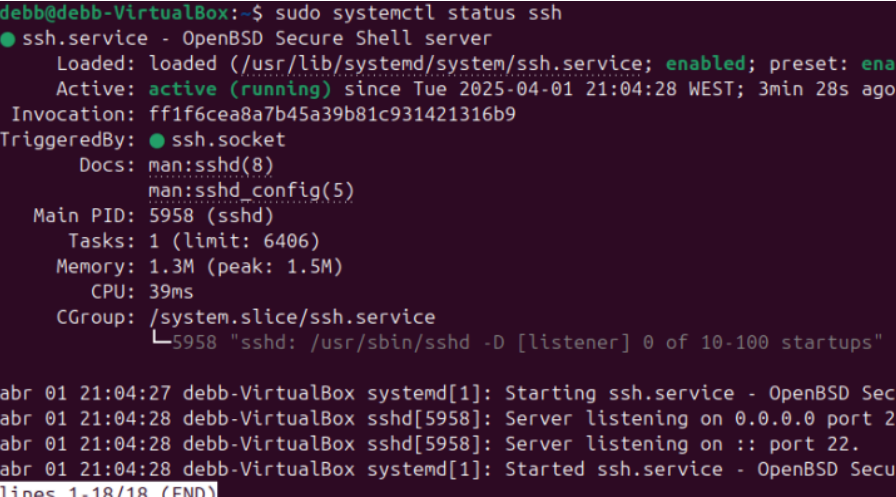 debb@debb-VirtualBox:~$ sudo systemctl status ssh
● ssh.service - OpenBSD Secure Shell server
Loaded: loaded (/usr/lib/systemd/system/ssh.service; enabled; preset: ena
Active: active (running) since Tue 2025-04-01 21:04:28 WEST; 3min 28s ago
Invocation: ff1f6cea8a7b45a39b81c931421316b9
TriggeredBy: ● ssh.socket
Docs: man:sshd(8)
man:sshd_config(5)
Main PID: 5958 (sshd)
Tasks: 1 (limit: 6406)
Memory: 1.3M (peak: 1.5M)
CPU: 39ms
CGroup: /system.slice/ssh.service
└─5958 "sshd: /usr/sbin/sshd -D [listener] 0 of 10-100 startups"
abr 01 21:04:27 debb-VirtualBox systemd[1]: Starting ssh.service - OpenBSD Sec
abr 01 21:04:28 debb-VirtualBox sshd[5958]: Server listening on 0.0.0.0 port 2
abr 01 21:04:28 debb-VirtualBox sshd[5958]: Server listening on :: port 22.
abr 01 21:04:28 debb-VirtualBox systemd[1]: Started ssh.service - OpenBSD Secu
lines 1-18/18 (END)